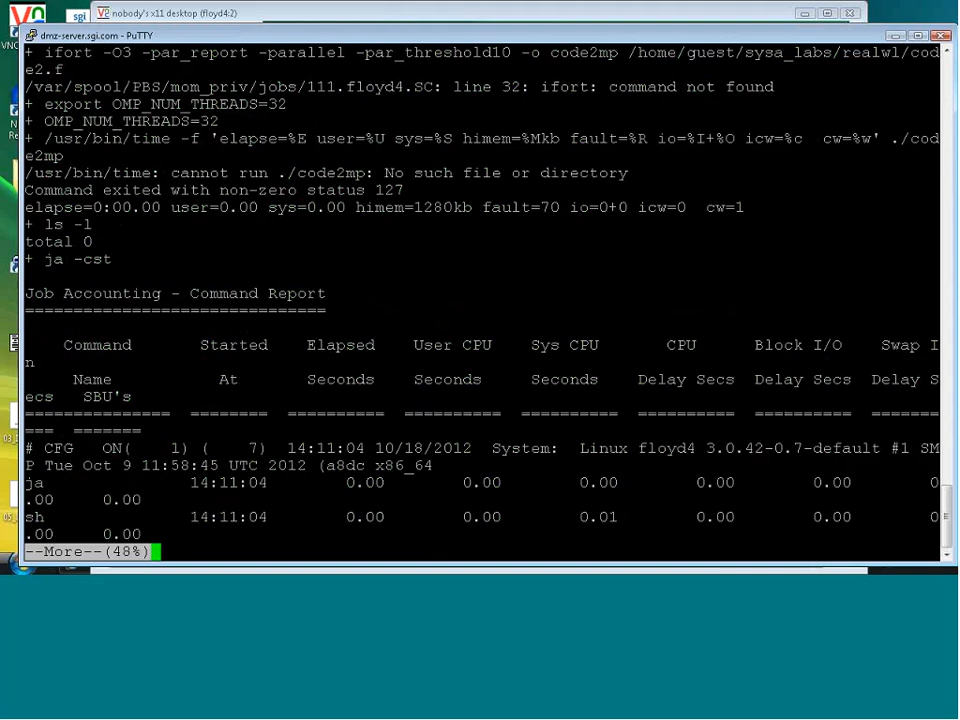 sgi
nobody's x11 desktop (floyd4:2)
dmz-server.sgi.com - PuTTY
+ ifort -O3 -par_report -parallel -par_threshold10 -o code2mp /home/guest/sysa_labs/realw1/cod
e2.f
/var/spool/PBS/mom_priv/jobs/111.floyd4.SC: line 32: ifort: command not found
+ export OMP_NUM_THREADS=32
+ OMP_NUM_THREADS=32
+ /usr/bin/time -f 'elapse=%E user=%U sys=%S himem=%Mkb fault=%R io=%I+%O icw=%c  cw=%w' ./cod
e2mp
/usr/bin/time: cannot run ./code2mp: No such file or directory
Command exited with non-zero status 127
elapse=0:00.00 user=0.00 sys=0.00 himem=1280kb fault=70 io=0+0 icw=0  cw=1
+ ls -l
total 0
+ ja -cst
Job Accounting - Command Report
===============================
Command Started Elapsed User CPU Sys CPU CPU Block I/O Swap I
n
Name At Seconds Seconds Seconds Delay Secs Delay Secs Delay S
ecs SBU's
=============== ======== ========== ========== ========== ========== ========== =======
=== =======
# CFG   ON(    1) (    7)  14:11:04 10/18/2012  System:  Linux floyd4 3.0.42-0.7-default #1 SM
P Tue Oct 9 11:58:45 UTC 2012 (a8dc x86_64
ja 14:11:04 0.00 0.00 0.00 0.00 0.00 0
.00 0.00
sh 14:11:04 0.00 0.00 0.01 0.00 0.00 0
.00 0.00
--More--(48%)